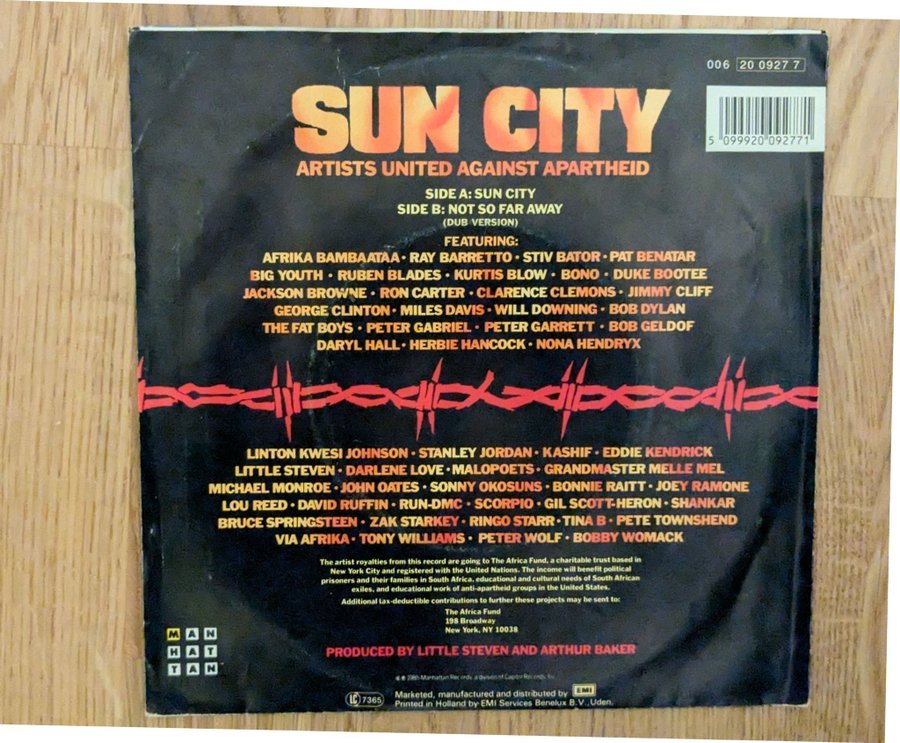 006 20 0927 7
5 099920 092771
SUN CITY
ARTISTS UNITED AGAINST APARTHEID
SIDE A: SUN CITY
SIDE B: NOT SO FAR AWAY
(DUB VERSION)
FEATURING:
AFRIKA BAMBAATAA • RAY BARRETTO • STIV BATOR • PAT BENATAR
BIG YOUTH • RUBEN BLADES • KURTIS BLOW • BONO • DUKE BOOTEE
JACKSON BROWNE • RON CARTER • CLARENCE CLEMONS • JIMMY CLIFF
GEORGE CLINTON • MILES DAVIS • WILL DOWNING • BOB DYLAN
THE FAT BOYS • PETER GABRIEL • PETER GARRETT • BOB GELDOF
DARYL HALL • HERBIE HANCOCK • NONA HENDRYX
LINTON KWESI JOHNSON • STANLEY JORDAN • KASHIF • EDDIE KENDRICK
LITTLE STEVEN • DARLENE LOVE • MALOPOETS • GRANDMASTER MELLE MEL
MICHAEL MONROE • JOHN OATES • SONNY OKOSUNS • BONNIE RAITT • JOEY RAMONE
LOU REED • DAVID RUFFIN • RUN-DMC • SCORPIO • GIL SCOTT-HERON • SHANKAR
BRUCE SPRINGSTEEN • ZAK STARKEY • RINGO STARR • TINA B • PETE TOWNSHEND
VIA AFRIKA • TONY WILLIAMS • PETER WOLF • BOBBY WOMACK
The artist royalties from this record are going to The Africa Fund, a charitable trust based in
New York City and registered with the United Nations. The income will benefit political
prisoners and their families in South Africa, educational and cultural needs of South African
exiles, and educational work of anti-apartheid groups in the United States.
Additional tax-deductible contributions to further these projects may be sent to:
The Africa Fund
198 Broadway
New York, NY 10038
PRODUCED BY LITTLE STEVEN AND ARTHUR BAKER
MAN
HAT
TAN
© ℗ 1985 Manhattan Records, a division of Capitol Records, Inc.
LC 7365
Marketed, manufactured and distributed by EMI
Printed in Holland by EMI Services Benelux B.V., Uden.